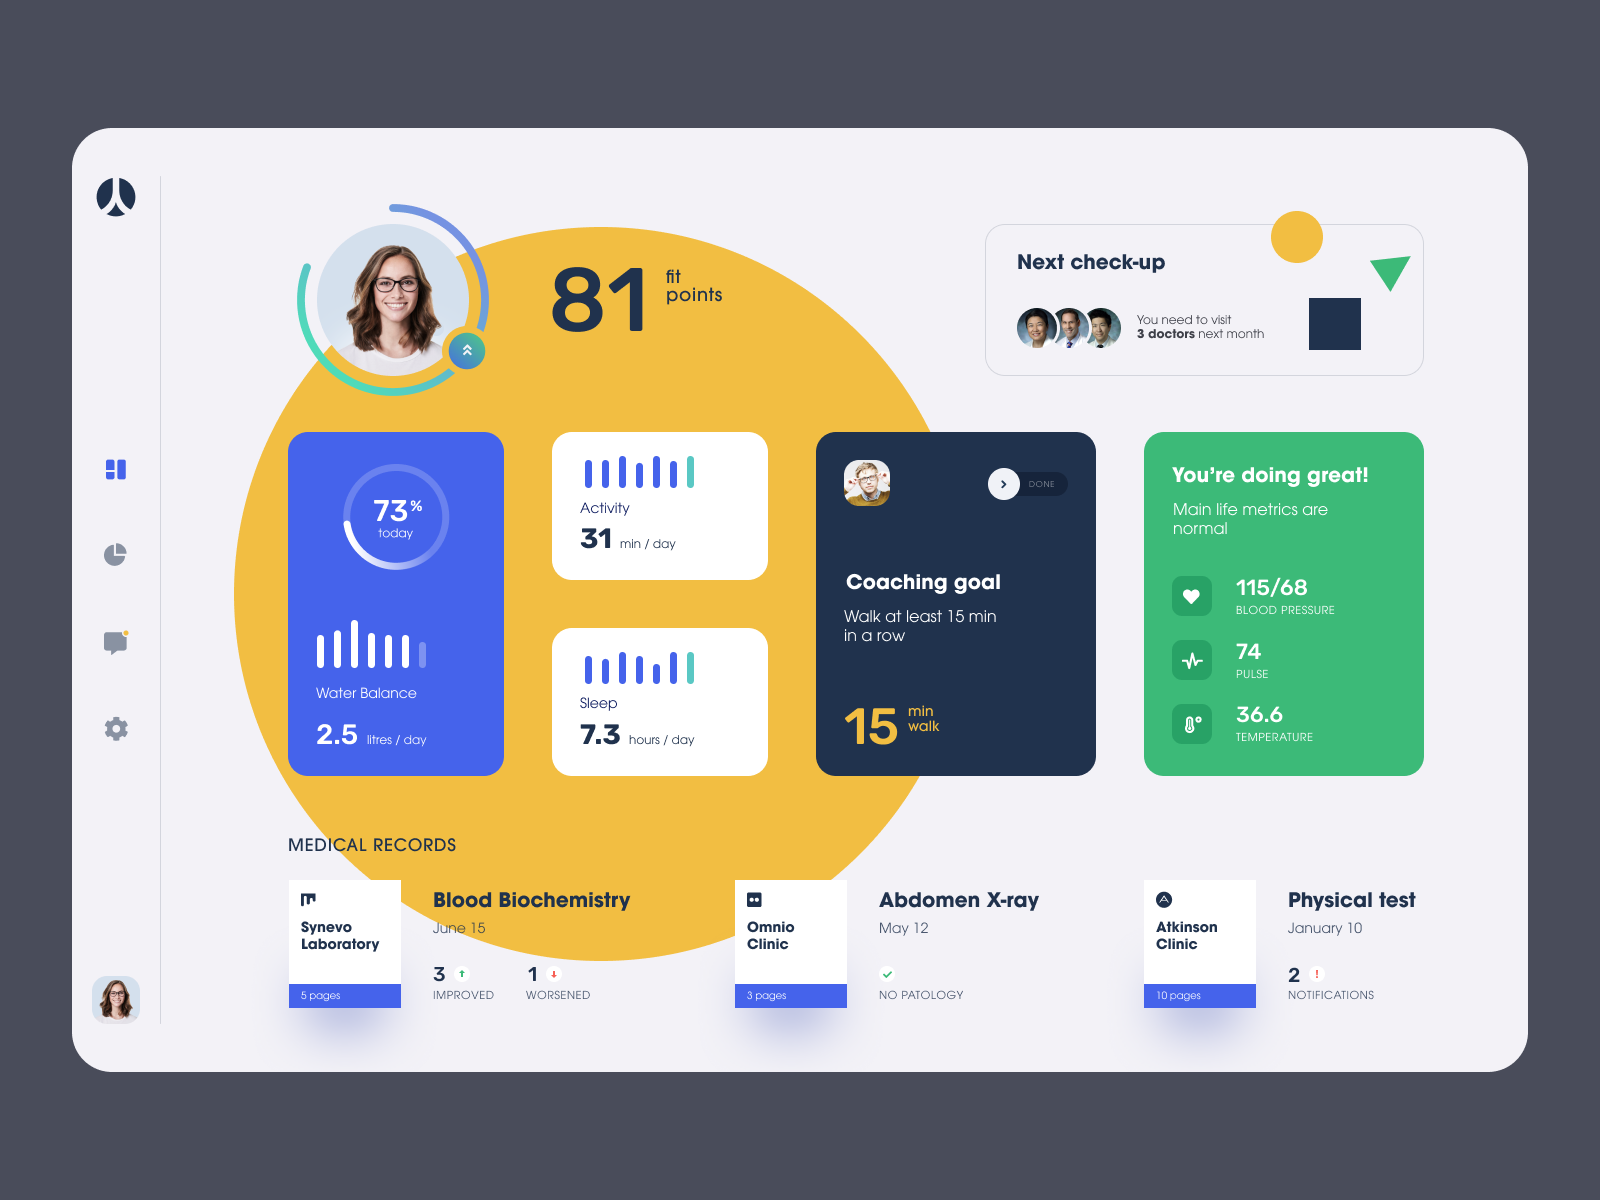 81 fit
points
Next check-up
You need to visit
3 doctors next month
73%
today
Water Balance
2.5 litres / day
Activity
31 min / day
Sleep
7.3 hours / day
DONE
Coaching goal
Walk at least 15 min
in a row
15 min
walk
You're doing great!
Main life metrics are
normal
115/68
BLOOD PRESSURE
74
PULSE
36.6
TEMPERATURE
MEDICAL RECORDS
Synevo
Laboratory
5 pages
Blood Biochemistry
June 15
3
IMPROVED
1
WORSENED
Omnio
Clinic
3 pages
Abdomen X-ray
May 12
NO PATOLOGY
Atkinson
Clinic
10 pages
Physical test
January 10
2
NOTIFICATIONS